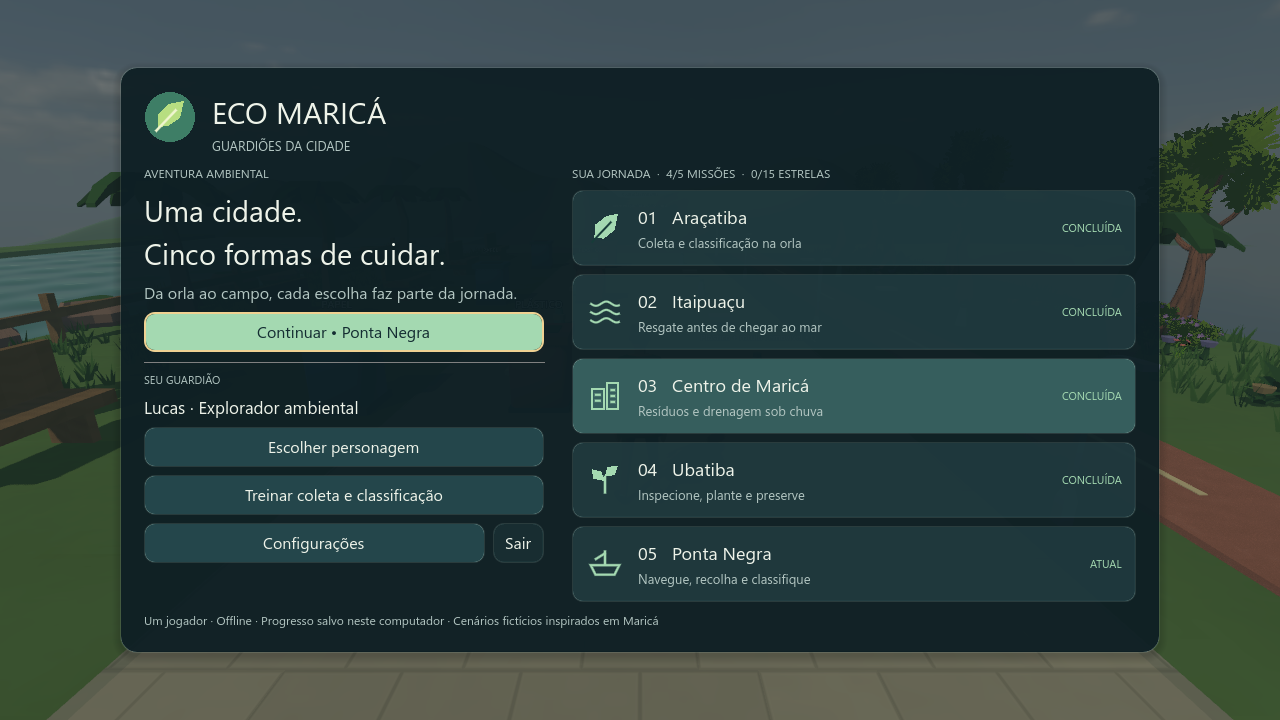 ECO MARICÁ
GUARDIÕES DA CIDADE
AVENTURA AMBIENTAL
Uma cidade.
Cinco formas de cuidar.
Da orla ao campo, cada escolha faz parte da jornada.
Continuar • Ponta Negra
SEU GUARDIÃO
Lucas · Explorador ambiental
Escolher personagem
Treinar coleta e classificação
Configurações
Sair
SUA JORNADA · 4/5 MISSÕES · 0/15 ESTRELAS
01 Araçatiba
Coleta e classificação na orla
CONCLUÍDA
02 Itaipuaçu
Resgate antes de chegar ao mar
CONCLUÍDA
03 Centro de Maricá
Resíduos e drenagem sob chuva
CONCLUÍDA
04 Ubatiba
Inspecione, plante e preserve
CONCLUÍDA
05 Ponta Negra
Navegue, recolha e classifique
ATUAL
Um jogador · Offline · Progresso salvo neste computador · Cenários fictícios inspirados em Maricá